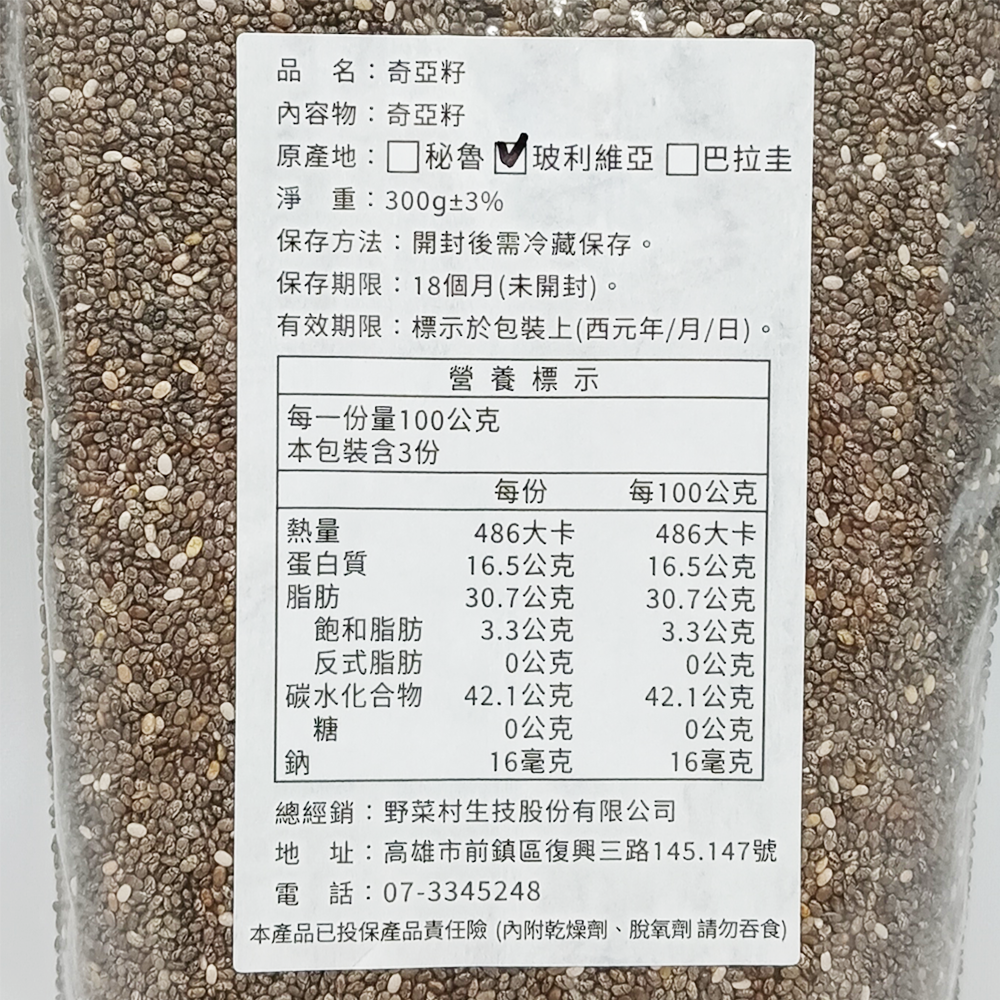 品　名：奇亞籽
內容物：奇亞籽
原產地：☐秘魯 ☑玻利維亞 ☐巴拉圭
淨　重：300g±3%
保存方法：開封後需冷藏保存。
保存期限：18個月(未開封)。
有效期限：標示於包裝上(西元年/月/日)。
營養標示
每一份量100公克
本包裝含3份
每份 每100公克
熱量 486大卡 486大卡
蛋白質 16.5公克 16.5公克
脂肪 30.7公克 30.7公克
飽和脂肪 3.3公克 3.3公克
反式脂肪 0公克 0公克
碳水化合物 42.1公克 42.1公克
糖 0公克 0公克
鈉 16毫克 16毫克
總經銷：野菜村生技股份有限公司
地　址：高雄市前鎮區復興三路145.147號
電　話：07-3345248
本產品已投保產品責任險 (內附乾燥劑、脫氧劑 請勿吞食)